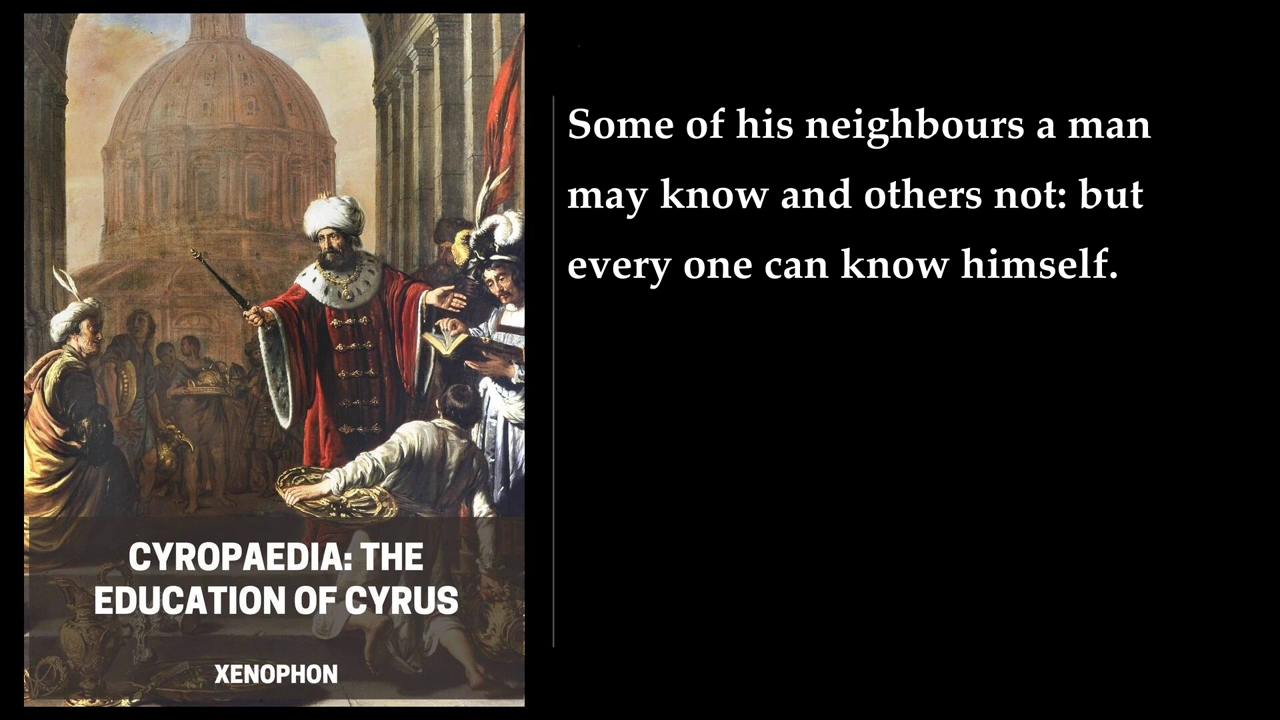 Some of his neighbours a man
may know and others not: but
every one can know himself.
CYROPAEDIA: THE
EDUCATION OF CYRUS
XENOPHON